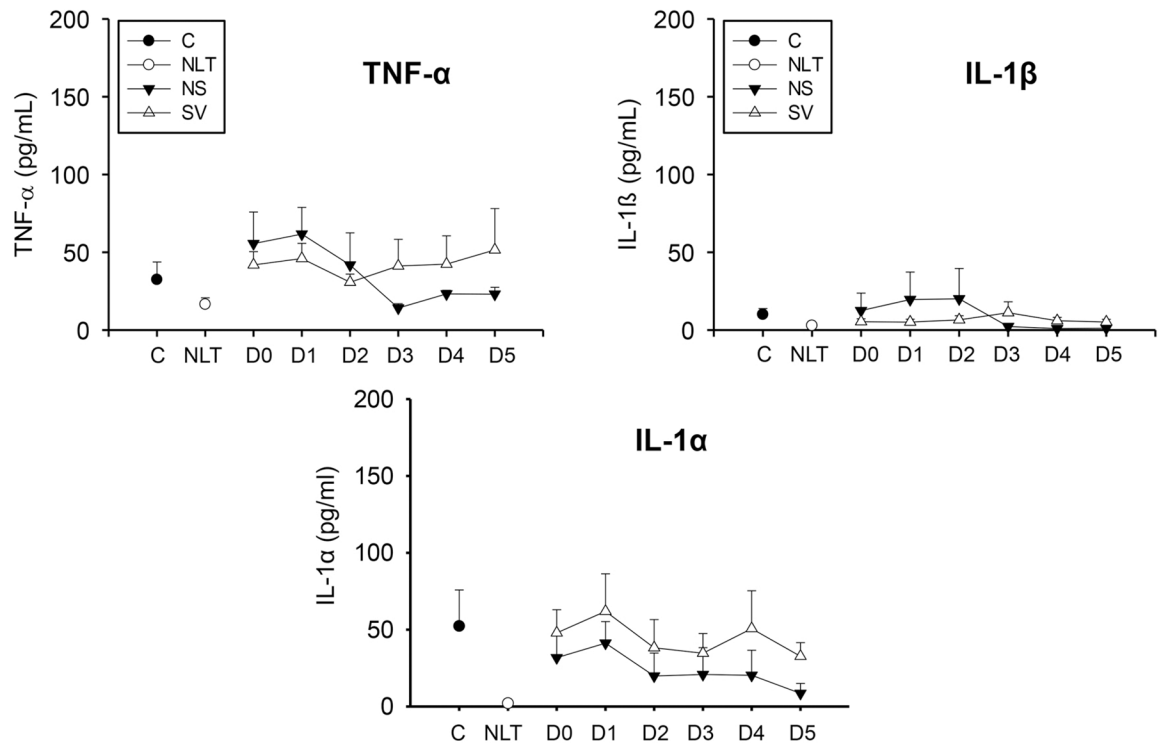 TNF-α
TNF-α (pg/mL)
200
150
100
50
0
C
NLT
NS
SV
C NLT D0 D1 D2 D3 D4 D5
IL-1β
IL-1ß (pg/mL)
200
150
100
50
0
C
NLT
NS
SV
C NLT D0 D1 D2 D3 D4 D5
IL-1α
IL-1α (pg/ml)
200
150
100
50
0
C NLT D0 D1 D2 D3 D4 D5